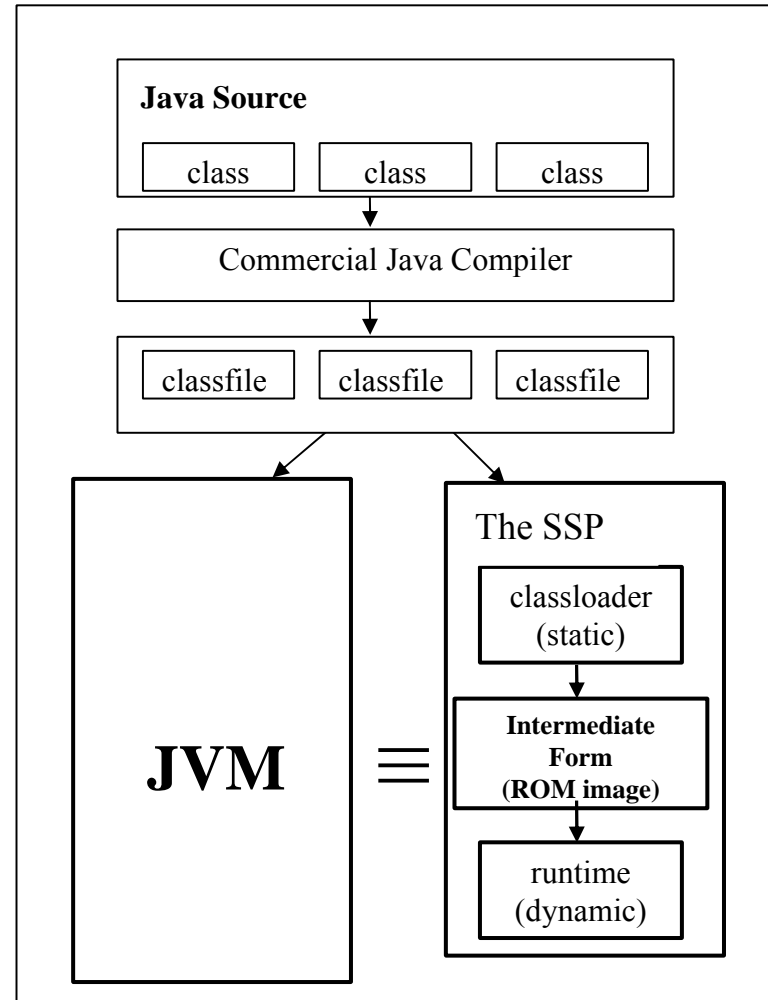 Java Source
class class class
Commercial Java Compiler
classfile classfile classfile
The SSP
classloader
(static)
JVM
≡
Intermediate
Form
(ROM image)
runtime
(dynamic)